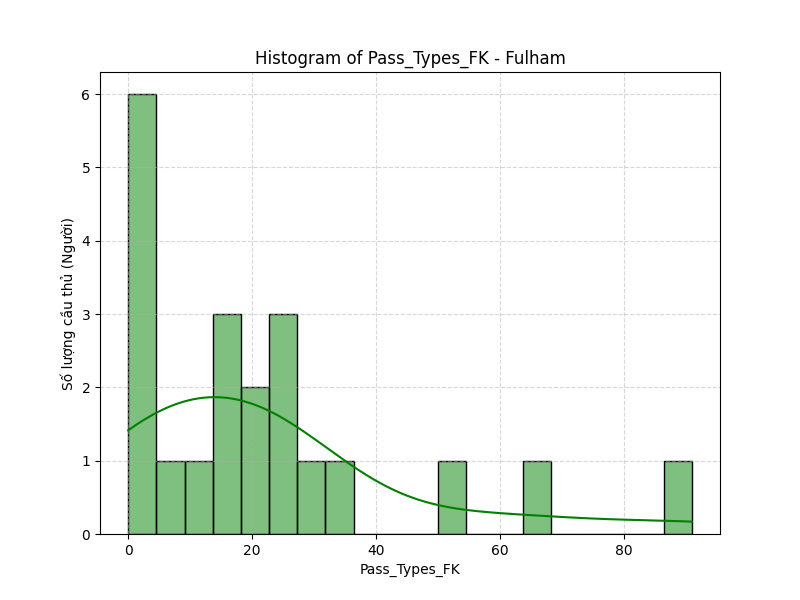 Histogram of Pass_Types_FK - Fulham
6
5
4
3
2
1
0
Số lượng cầu thủ (Người)
0 20 40 60 80
Pass_Types_FK